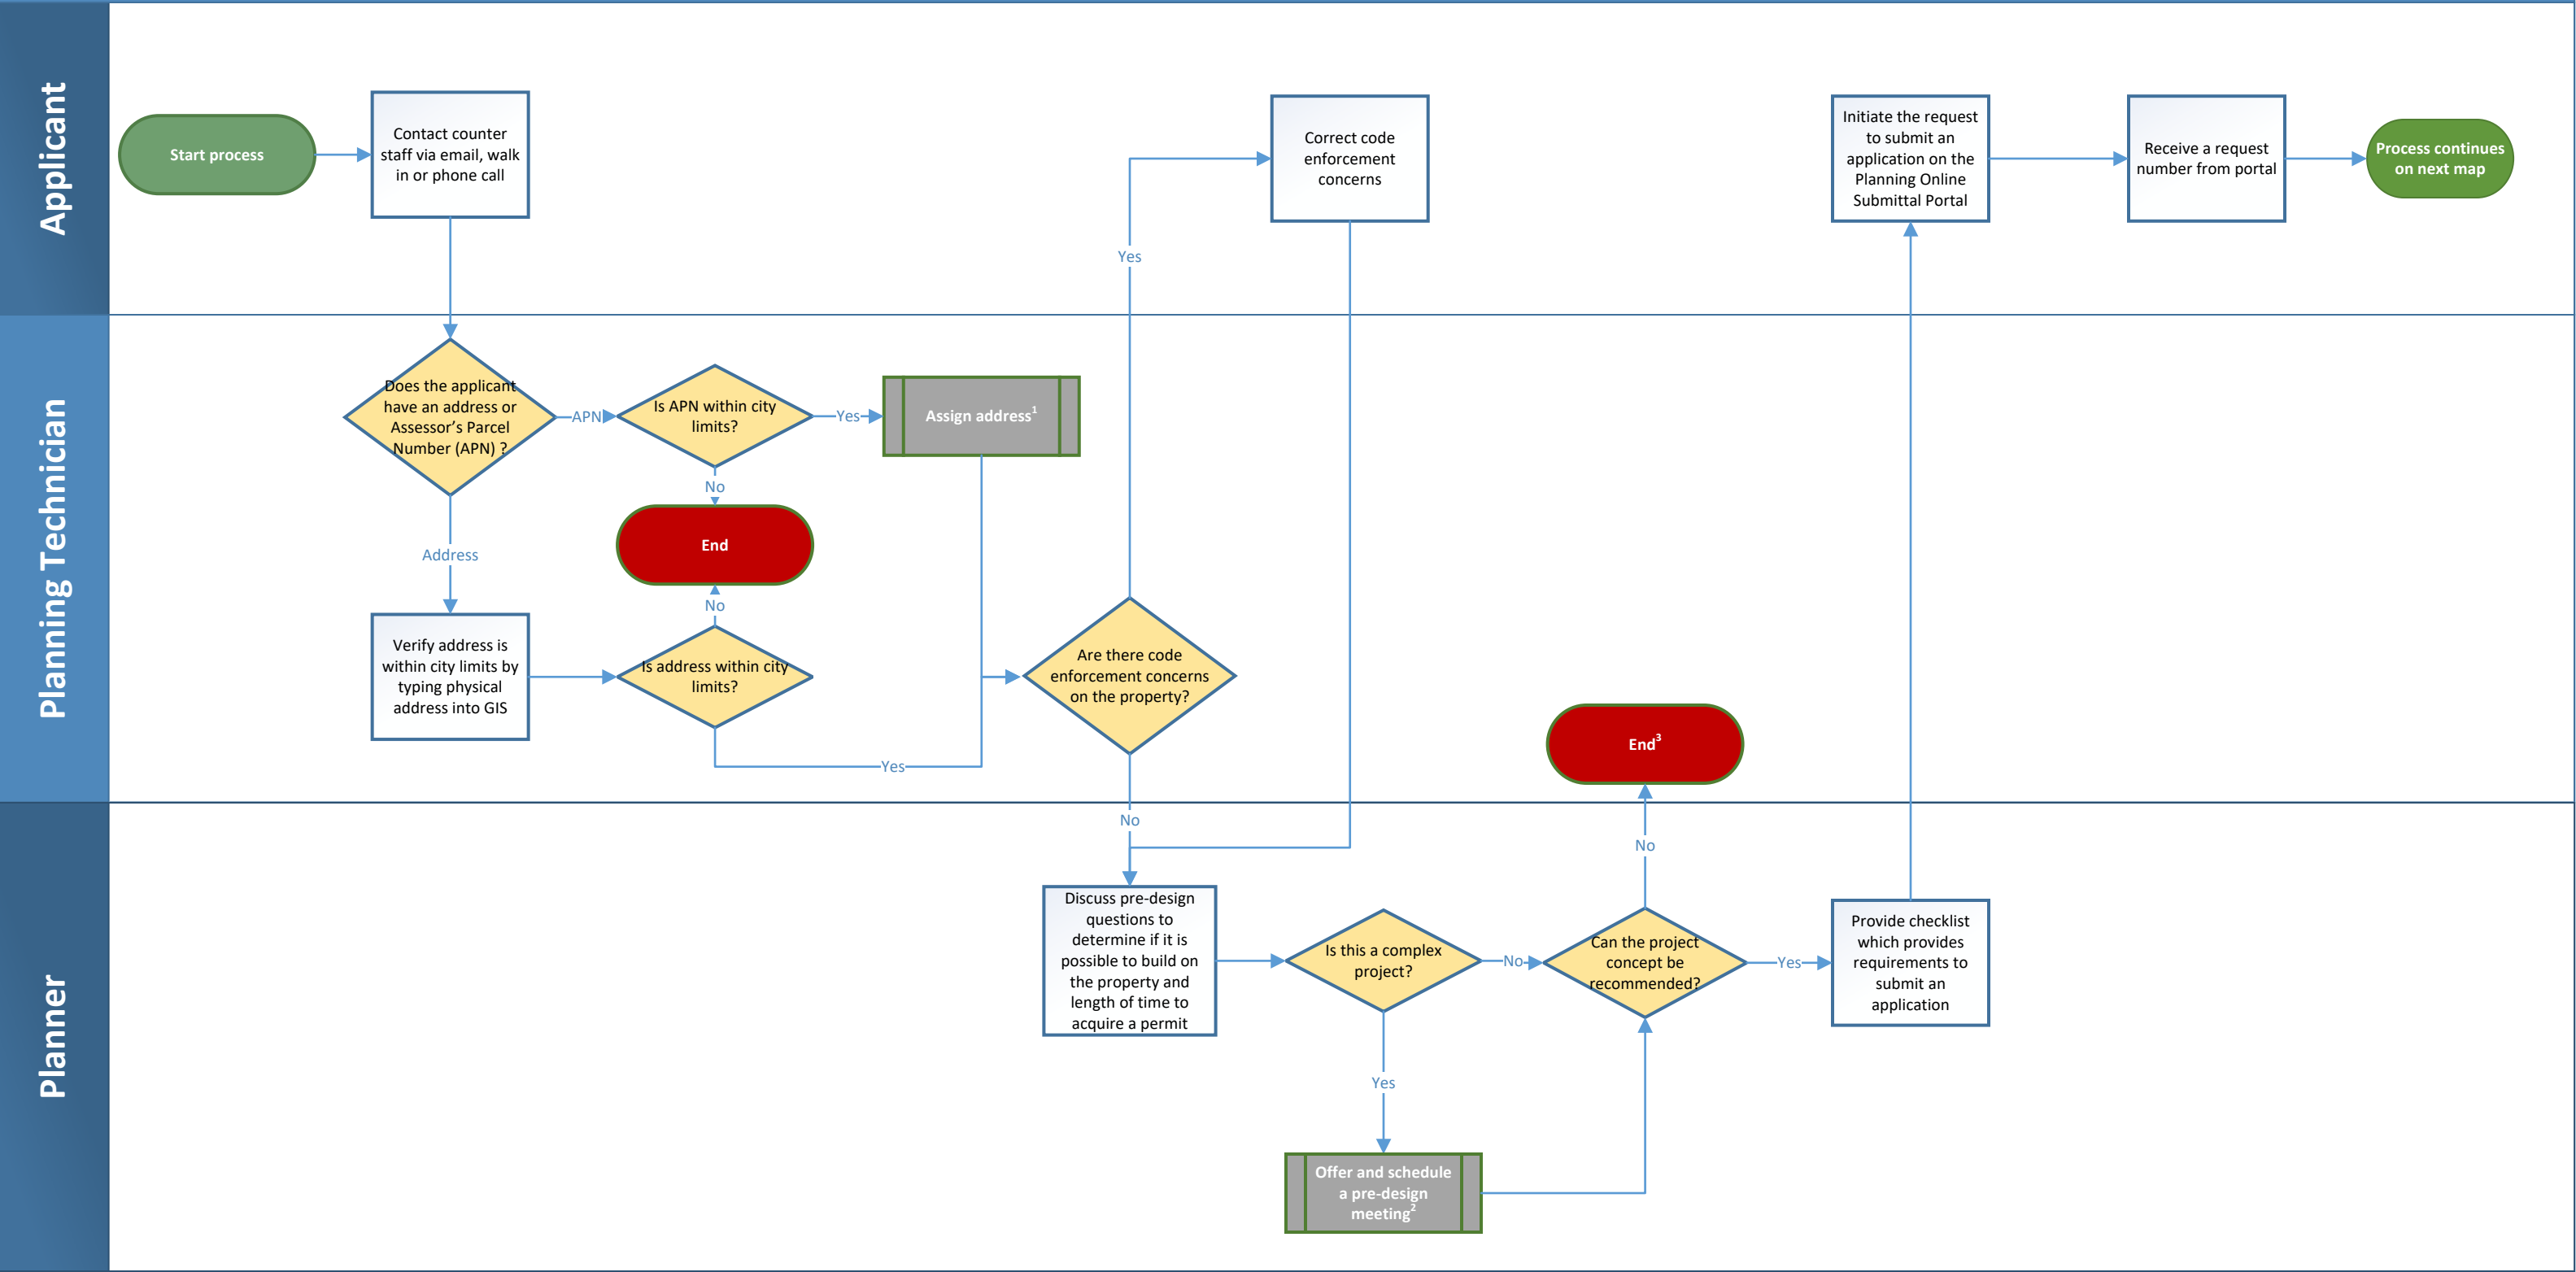 Applicant
Start process
Contact counter
staff via email, walk
in or phone call
Correct code
enforcement
concerns
Initiate the request
to submit an
application on the
Planning Online
Submittal Portal
Receive a request
number from portal
Process continues
on next map
Yes
Planning Technician
Does the applicant
have an address or
Assessor’s Parcel
Number (APN) ?
APN
Is APN within city
limits?
Yes
Assign address1
No
End
Address
No
Verify address is
within city limits by
typing physical
address into GIS
Is address within city
limits?
Yes
Are there code
enforcement concerns
on the property?
End3
Planner
No
No
Discuss pre-design
questions to
determine if it is
possible to build on
the property and
length of time to
acquire a permit
Is this a complex
project?
No
Can the project
concept be
recommended?
Yes
Provide checklist
which provides
requirements to
submit an
application
Yes
Offer and schedule
a pre-design
meeting2